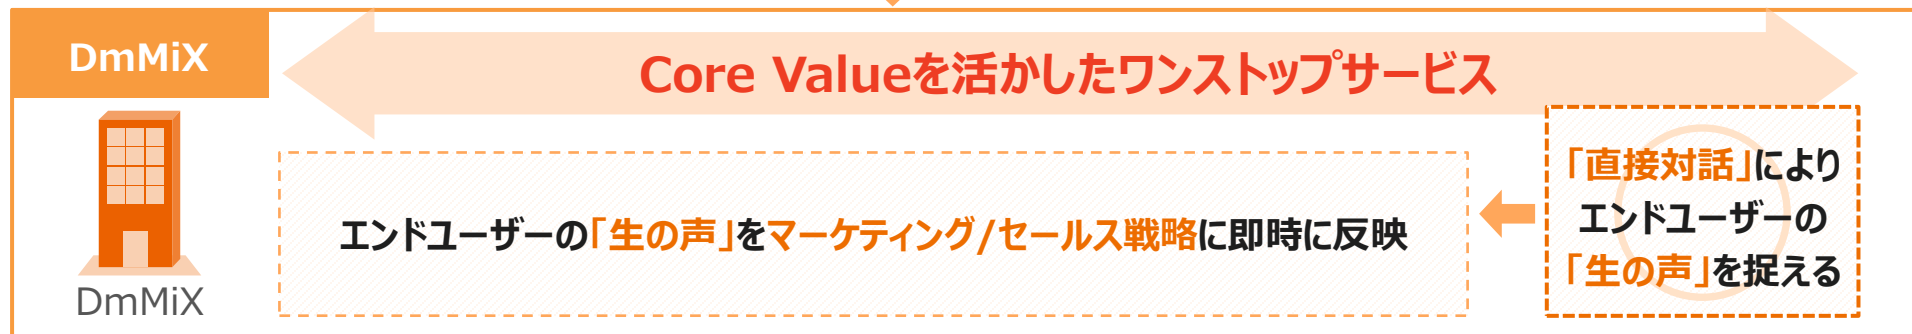 DmMiX
Core Valueを活かしたワンストップサービス
DmMiX
エンドユーザーの「生の声」をマーケティング/セールス戦略に即時に反映
「直接対話」により
エンドユーザーの
「生の声」を捉える